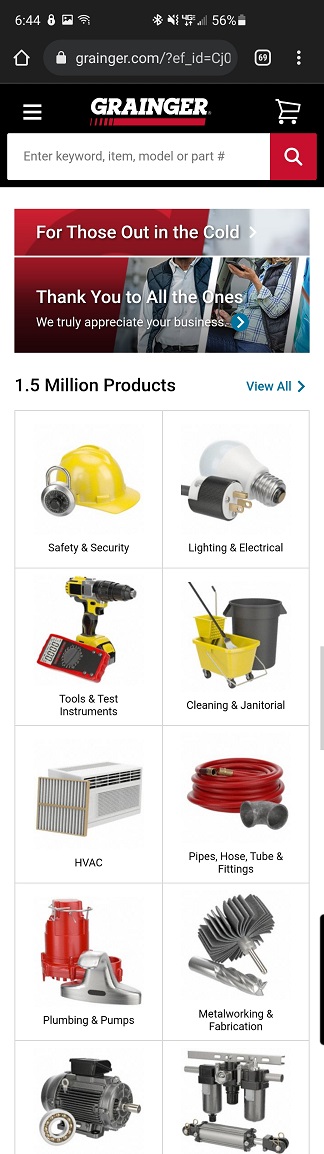 6:44 56%
grainger.com/?ef_id=Cj0 69
GRAINGER
Enter keyword, item, model or part #
For Those Out in the Cold
Thank You to All the Ones
We truly appreciate your business.
1.5 Million Products View All
Safety & Security
Lighting & Electrical
Tools & Test
Instruments
Cleaning & Janitorial
HVAC
Pipes, Hose, Tube &
Fittings
Plumbing & Pumps
Metalworking &
Fabrication